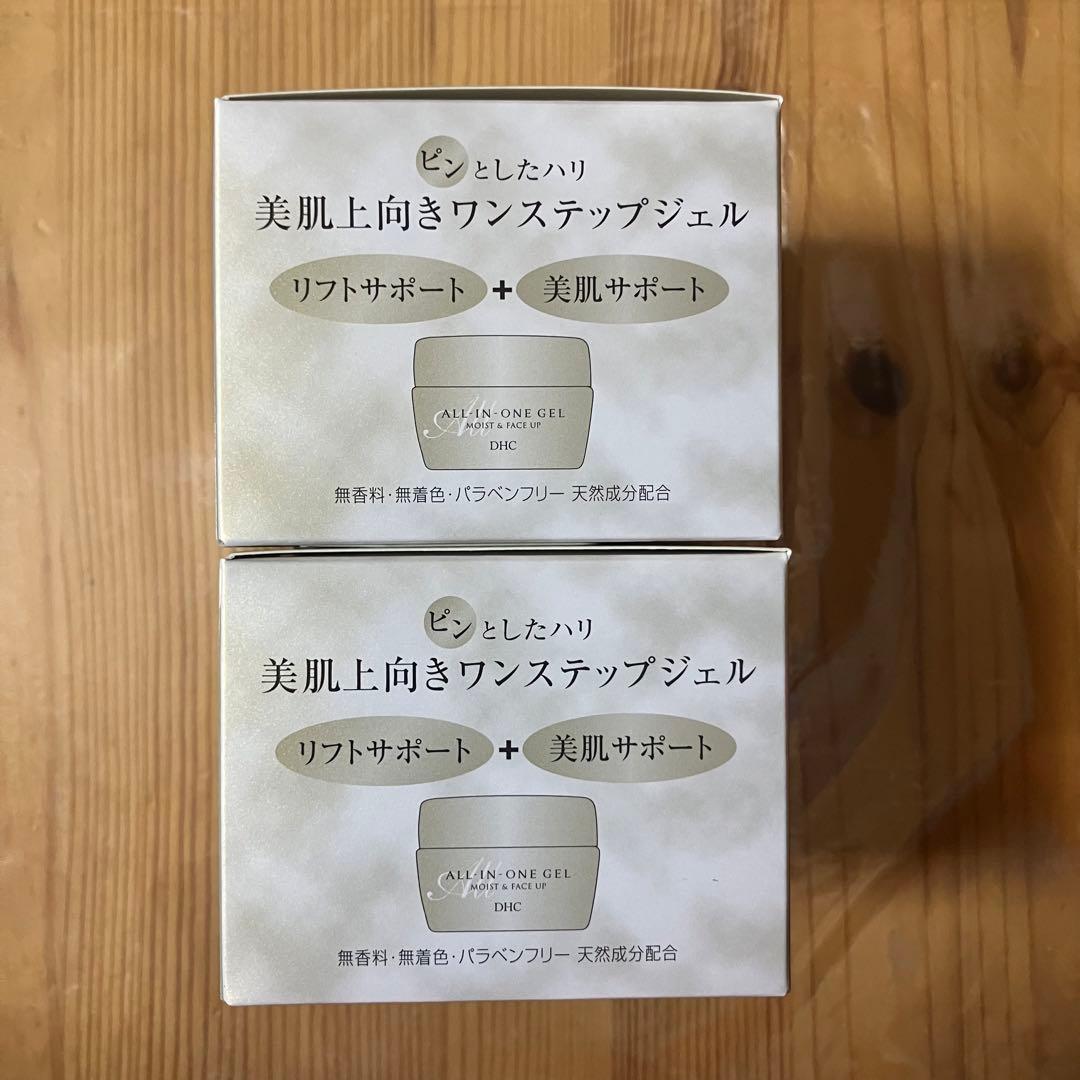 ピンとしたハリ
美肌上向きワンステップジェル
リフトサポート + 美肌サポート
All
ALL-IN-ONE GEL
MOIST & FACE UP
DHC
無香料・無着色・パラベンフリー 天然成分配合
ピンとしたハリ
美肌上向きワンステップジェル
リフトサポート + 美肌サポート
All
ALL-IN-ONE GEL
MOIST & FACE UP
DHC
無香料・無着色・パラベンフリー 天然成分配合